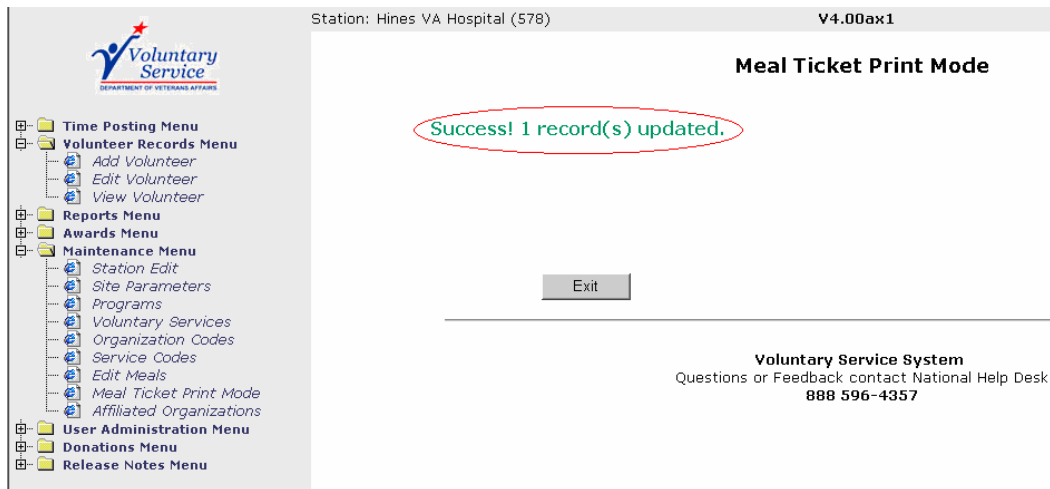 Station: Hines VA Hospital (578)
V4.00ax1
Voluntary
Service
DEPARTMENT OF VETERANS AFFAIRS
Meal Ticket Print Mode
Success! 1 record(s) updated.
Time Posting Menu
Volunteer Records Menu
Add Volunteer
Edit Volunteer
View Volunteer
Reports Menu
Awards Menu
Maintenance Menu
Station Edit
Site Parameters
Programs
Voluntary Services
Organization Codes
Service Codes
Edit Meals
Meal Ticket Print Mode
Affiliated Organizations
User Administration Menu
Donations Menu
Release Notes Menu
Exit
Voluntary Service System
Questions or Feedback contact National Help Desk
888 596-4357